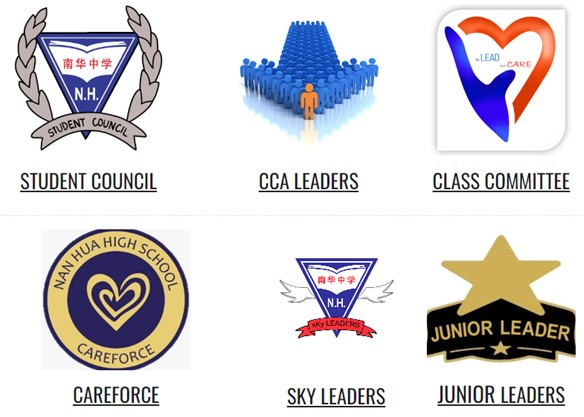 南华中学
N.H.
STUDENT COUNCIL
to LEAD
and CARE
STUDENT COUNCIL
CCA LEADERS
CLASS COMMITTEE
NAN HUA HIGH SCHOOL
CAREFORCE
南华中学
N.H.
sKy LEADERS
JUNIOR LEADER
CAREFORCE
SKY LEADERS
JUNIOR LEADERS